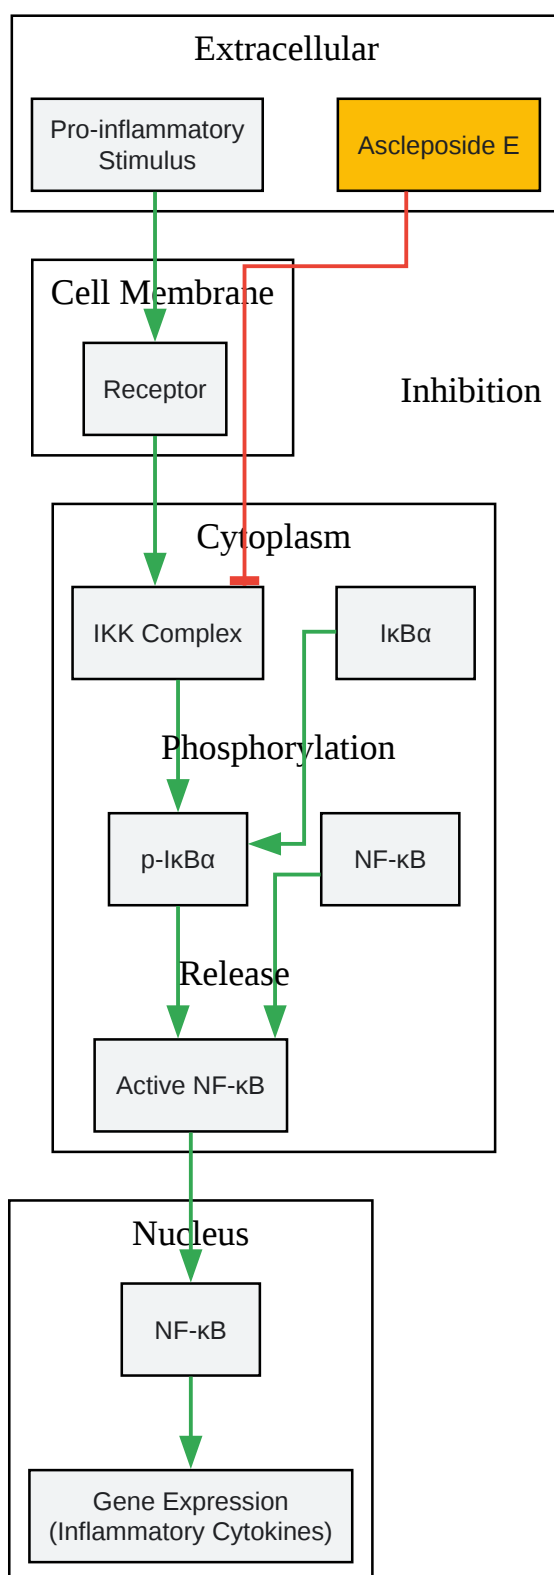 Extracellular
Pro-inflammatory
Stimulus
Ascleposide E
Cell Membrane
Receptor
Inhibition
Cytoplasm
IKK Complex
IκBα
Phosphorylation
p-IκBα
NF-κB
Release
Active NF-κB
Nucleus
NF-κB
Gene Expression
(Inflammatory Cytokines)